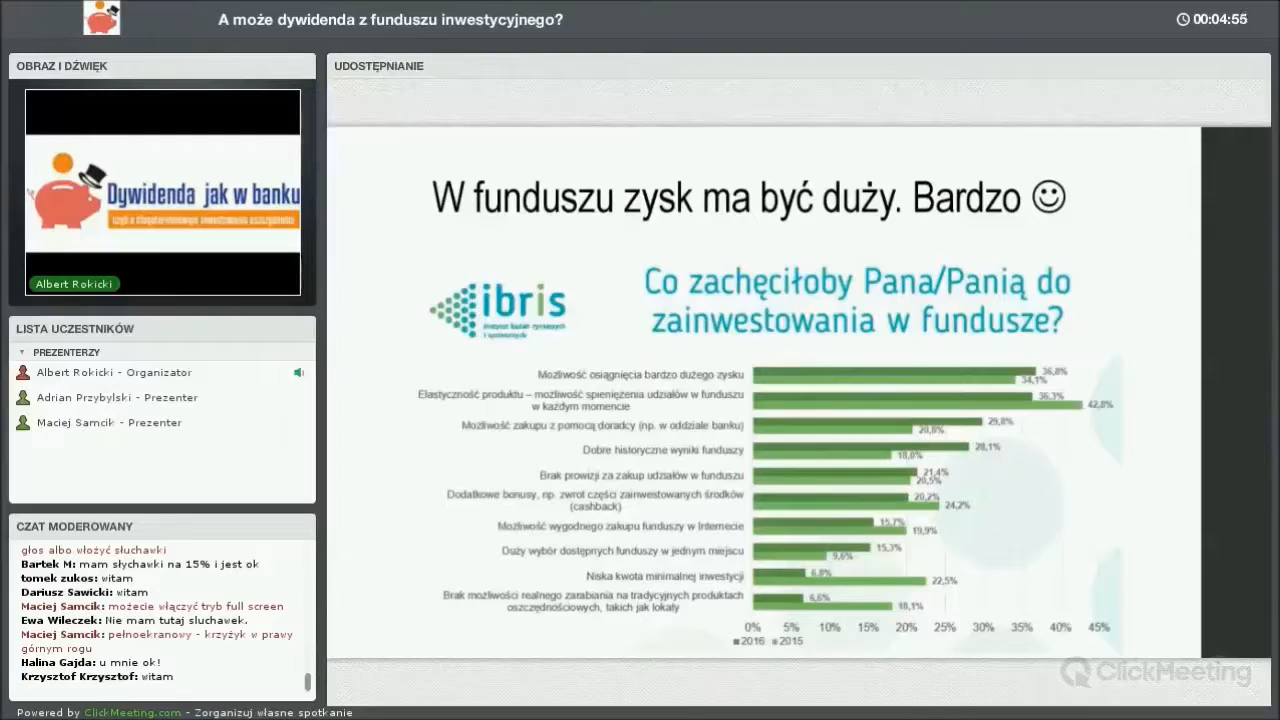 A może dywidenda z funduszu inwestycyjnego?
00:04:55
OBRAZ I DŹWIĘK
Dywidenda jak w banku
czyli o długoterminowym inwestowaniu oszczędności
Albert Rokicki
LISTA UCZESTNIKÓW
PREZENTERZY
Albert Rokicki - Organizator
Adrian Przybylski - Prezenter
Maciej Samcik - Prezenter
CZAT MODEROWANY
głos albo włożyć słuchawki
Bartek M: mam słychawki na 15% i jest ok
tomek zukos: witam
Dariusz Sawicki: witam
Maciej Samcik: możecie włączyć tryb full screen
Ewa Wileczek: Nie mam tutaj sluchawek.
Maciej Samcik: pełnoekranowy - krzyżyk w prawy
górnym rogu
Halina Gajda: u mnie ok!
Krzysztof Krzysztof: witam
Powered by ClickMeeting.com - Zorganizuj własne spotkanie
UDOSTĘPNIANIE
W funduszu zysk ma być duży. Bardzo ☺
ibris
instytut badań rynkowych
i społecznych
Co zachęciłoby Pana/Panią do
zainwestowania w fundusze?
Możliwość osiągnięcia bardzo dużego zysku
36,8%
34,1%
Elastyczność produktu – możliwość spieniężenia udziałów w funduszu
w każdym momencie
36,3%
42,8%
Możliwość zakupu z pomocą doradcy (np. w oddziale banku)
29,8%
20,8%
Dobre historyczne wyniki funduszy
28,1%
18,0%
Brak prowizji za zakup udziałów w funduszu
21,4%
20,5%
Dodatkowe bonusy, np. zwrot części zainwestowanych środków
(cashback)
20,2%
24,2%
Możliwość wygodnego zakupu funduszy w Internecie
15,7%
19,9%
Duży wybór dostępnych funduszy w jednym miejscu
15,3%
9,6%
Niska kwota minimalnej inwestycji
6,8%
22,5%
Brak możliwości realnego zarabiania na tradycyjnych produktach
oszczędnościowych, takich jak lokaty
6,6%
18,1%
0% 5% 10% 15% 20% 25% 30% 35% 40% 45%
2016 2015
ClickMeeting